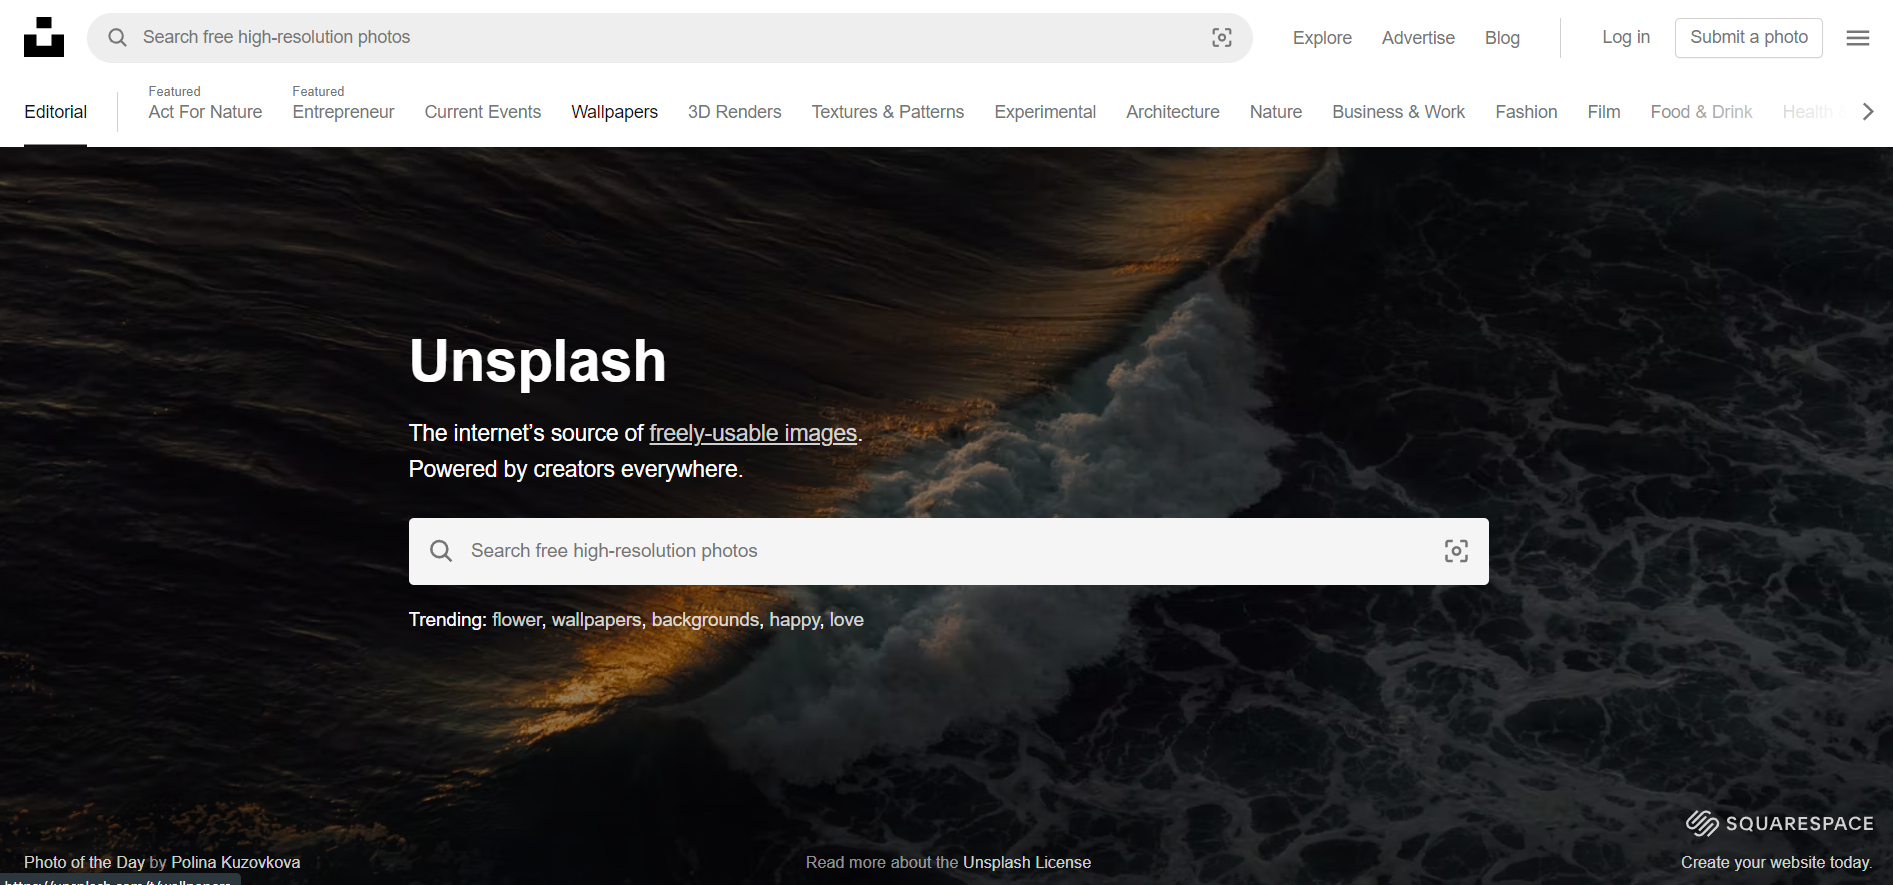 Search free high-resolution photos
Explore
Advertise
Blog
Log in
Submit a photo
Editorial
Featured
Act For Nature
Featured
Entrepreneur
Current Events
Wallpapers
3D Renders
Textures & Patterns
Experimental
Architecture
Nature
Business & Work
Fashion
Film
Food & Drink
Health
Unsplash
The internet’s source of freely-usable images.
Powered by creators everywhere.
Search free high-resolution photos
Trending: flower, wallpapers, backgrounds, happy, love
SQUARESPACE
Photo of the Day by Polina Kuzovkova
Read more about the Unsplash License
Create your website today.
https://unsplash.com/t/wallpapers